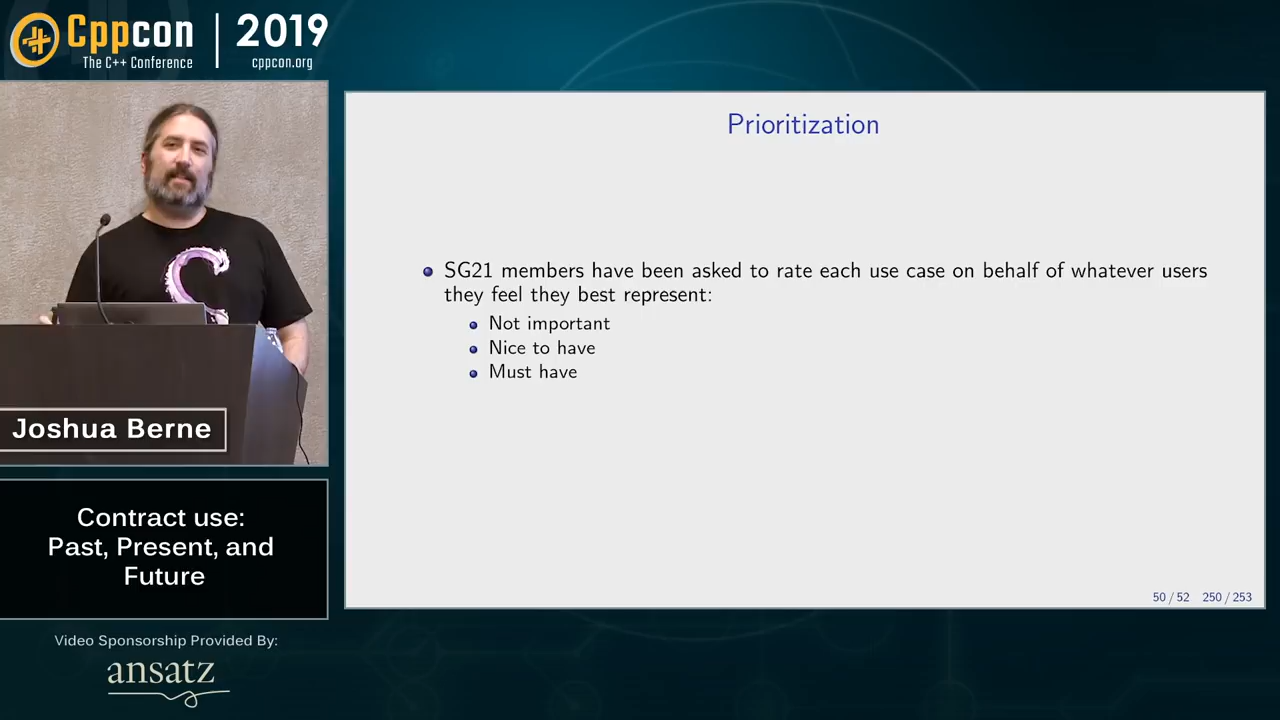 Cppcon
The C++ Conference
2019
cppcon.org
Prioritization
SG21 members have been asked to rate each use case on behalf of whatever users
they feel they best represent:
Not important
Nice to have
Must have
50 / 52 250 / 253
Joshua Berne
Contract use:
Past, Present, and
Future
Video Sponsorship Provided By:
ansatz